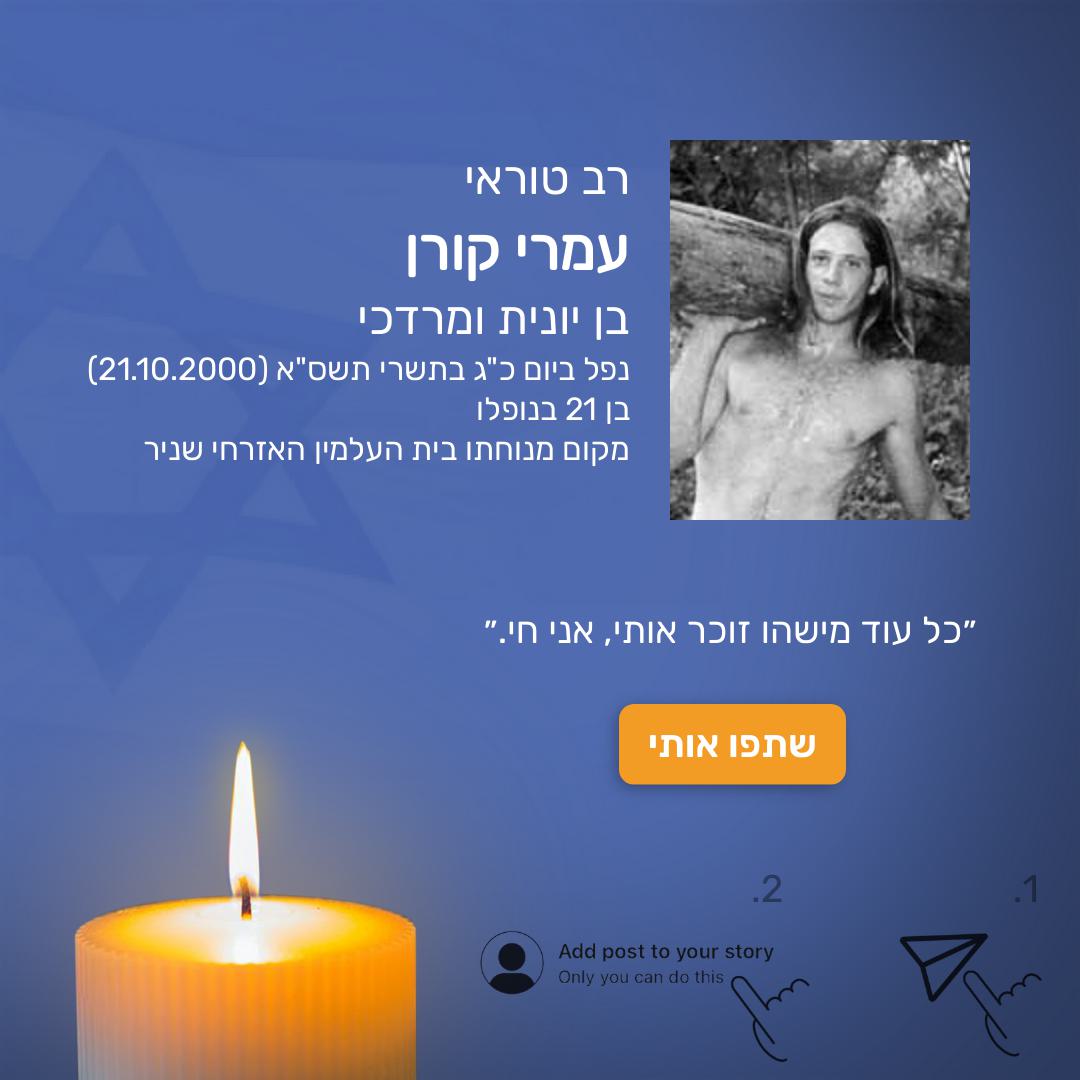 רב טוראי
עמרי קורן
בן יונית ומרדכי
נפל ביום כ"ג בתשרי תשס"א (21.10.2000)
בן 21 בנופלו
מקום מנוחתו בית העלמין האזרחי שניר
״כל עוד מישהו זוכר אותי, אני חי.״
שתפו אותי
1.
2.
Add post to your story
Only you can do this